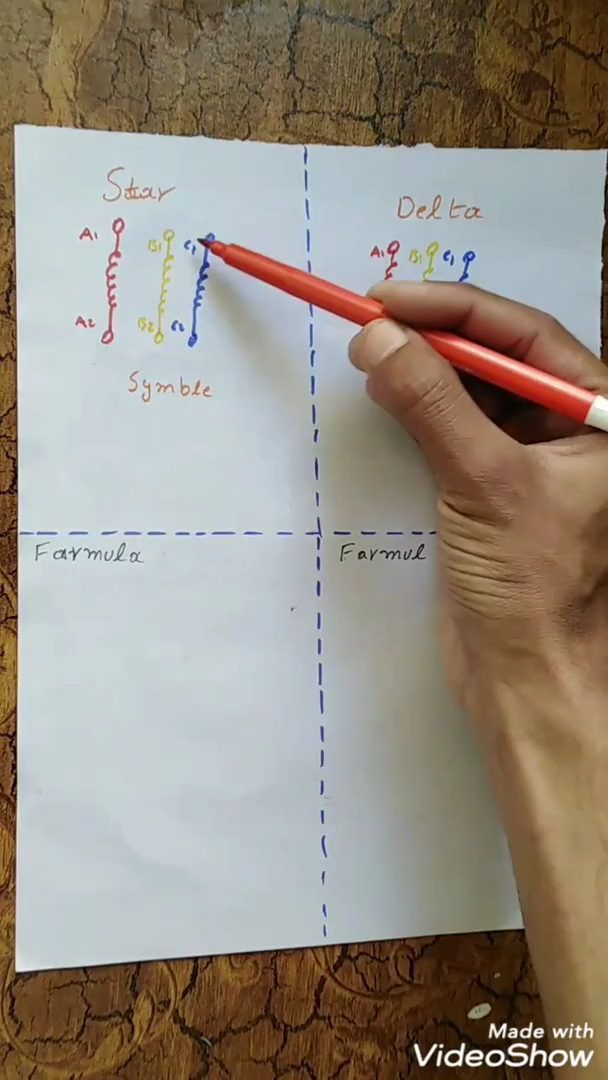 Star
A1 B1 C1
A2 B2 C2
Symble
Delta
A1 B1 C1
Farmula
Farmul
Made with
VideoShow